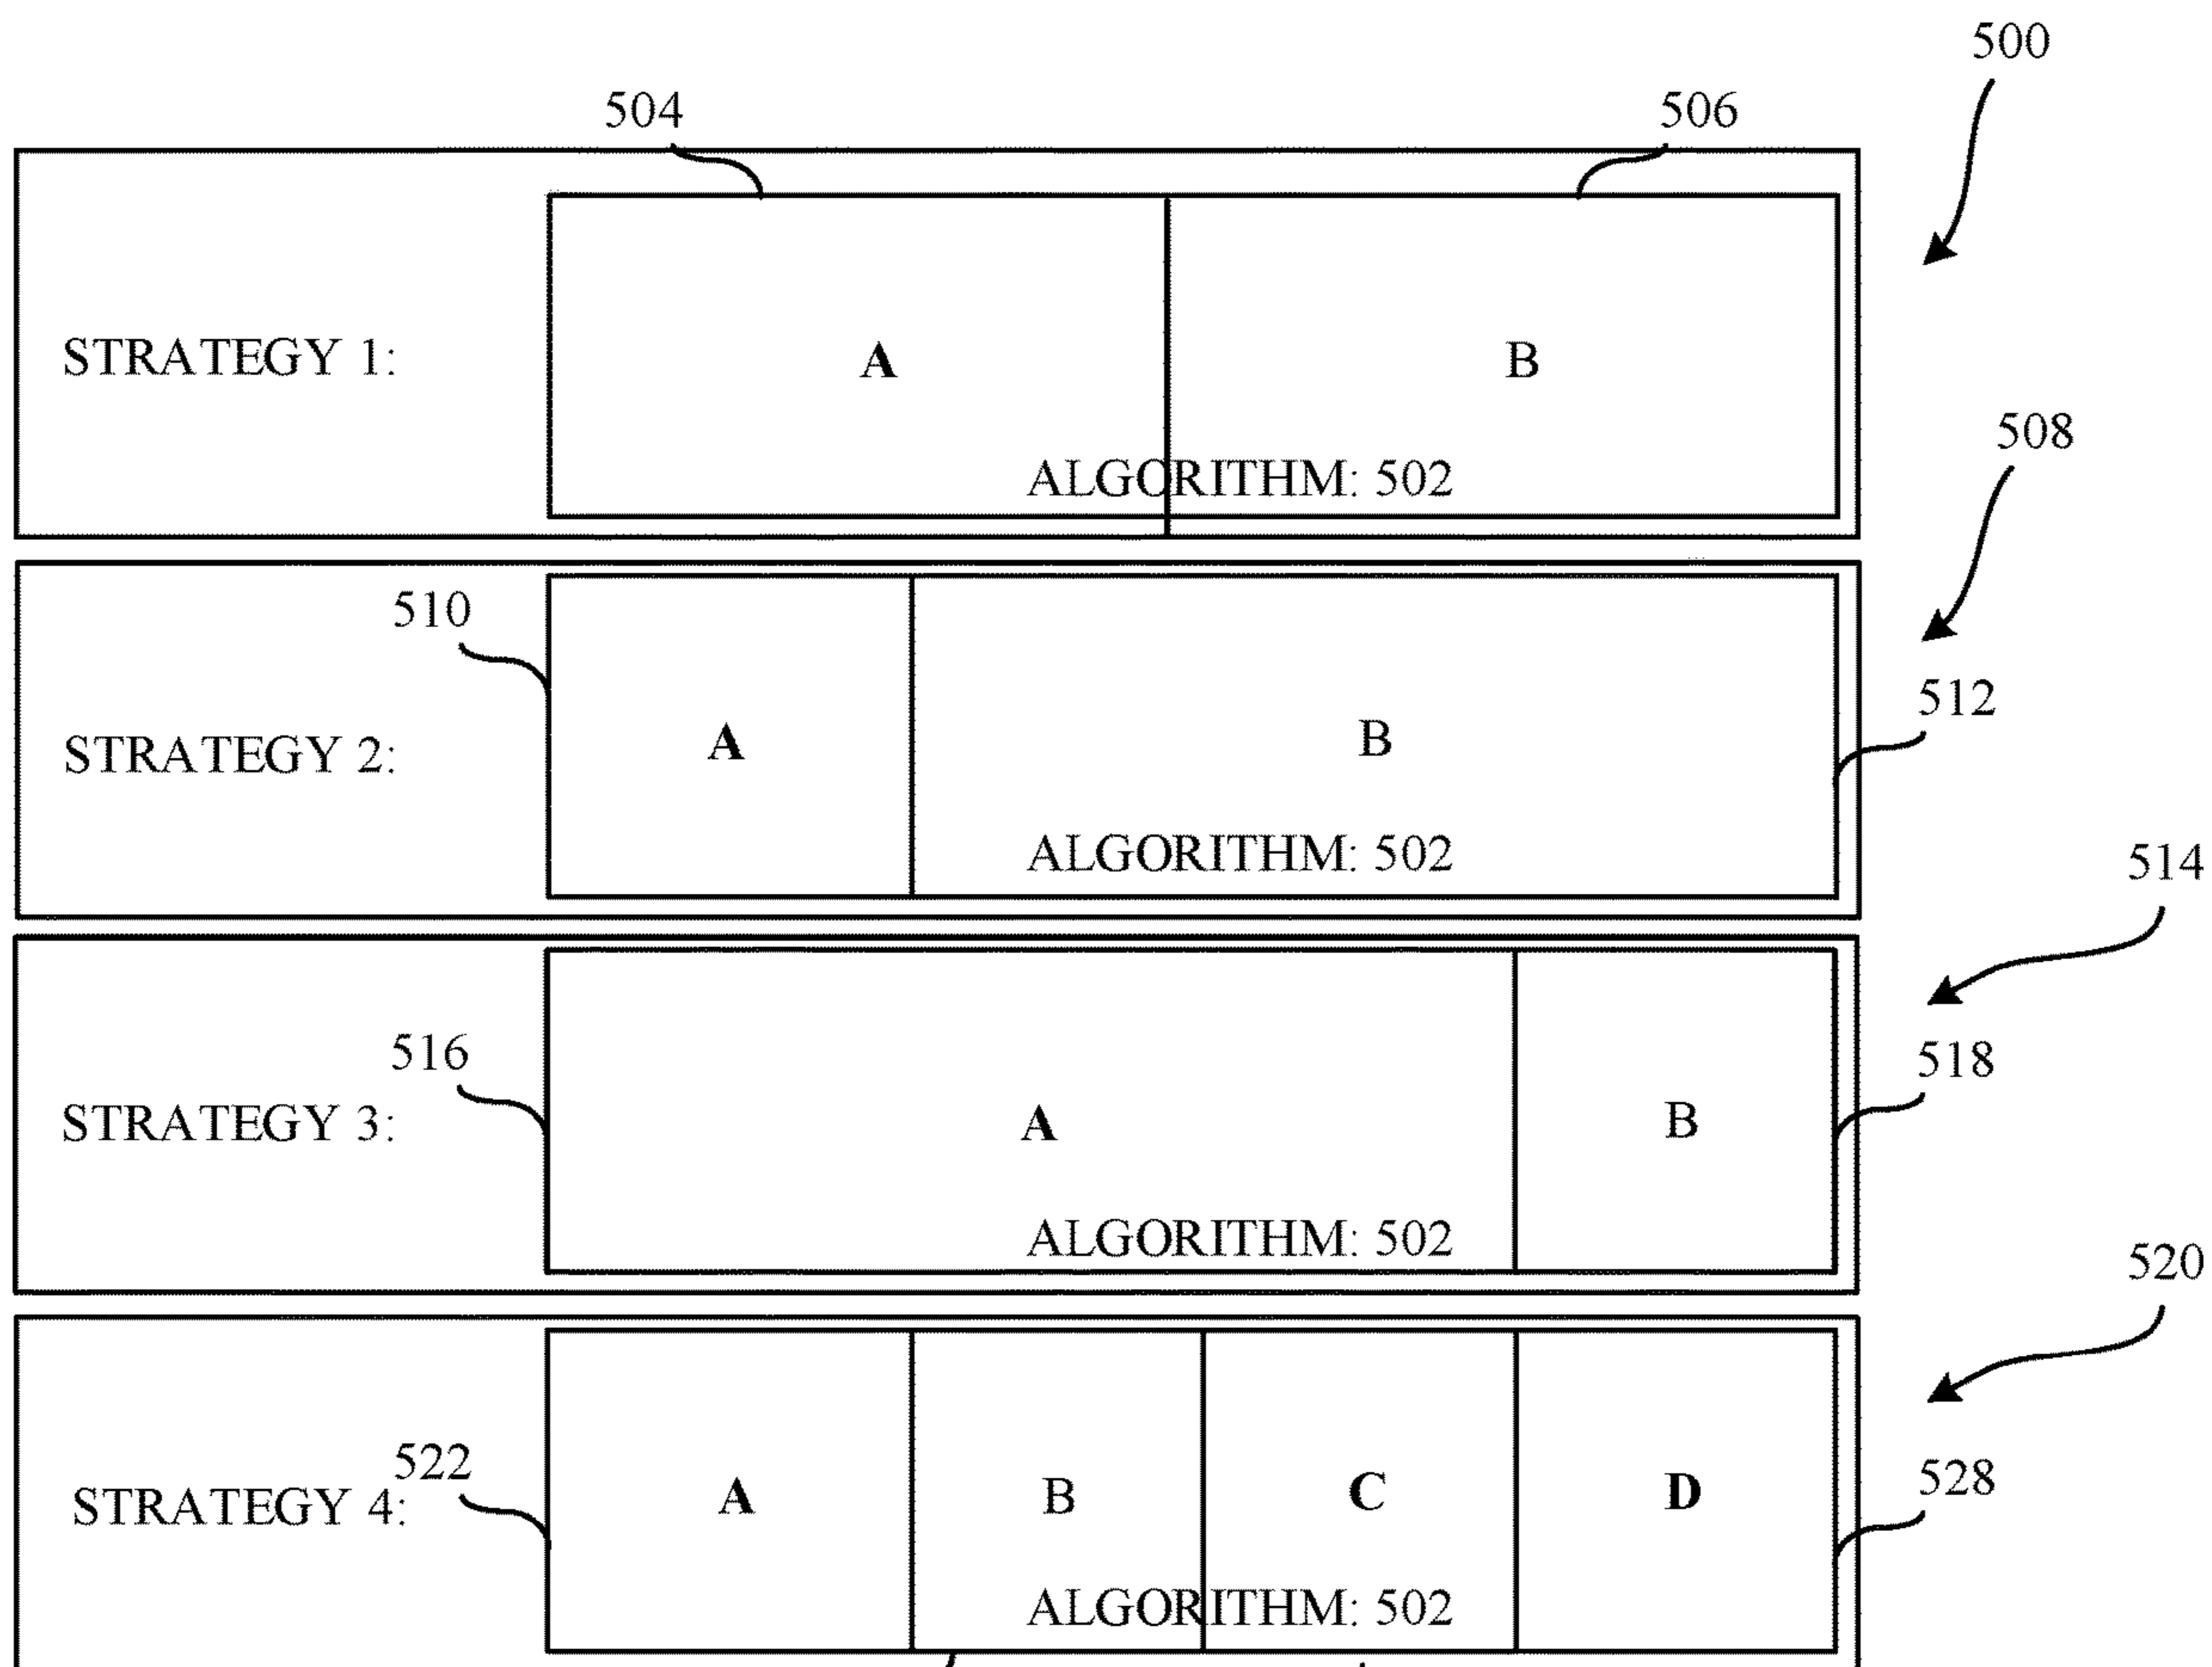 500
504
506
STRATEGY 1:
A
B
ALGORITHM: 502
508
510
512
STRATEGY 2:
A
B
ALGORITHM: 502
514
516
518
STRATEGY 3:
A
B
ALGORITHM: 502
520
522
528
STRATEGY 4:
A
B
C
D
ALGORITHM: 502